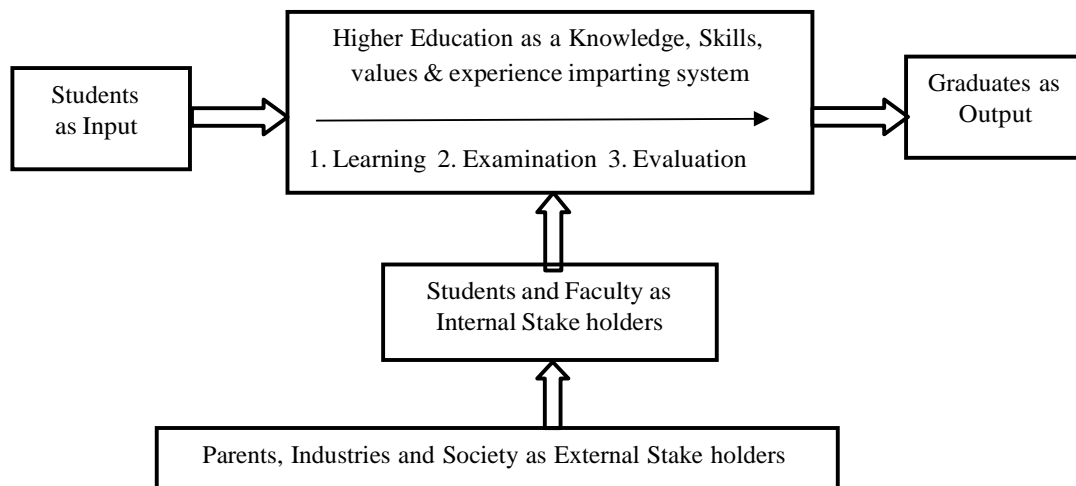 Students
as Input
Higher Education as a Knowledge, Skills,
values & experience imparting system
1. Learning 2. Examination 3. Evaluation
Graduates as
Output
Students and Faculty as
Internal Stake holders
Parents, Industries and Society as External Stake holders